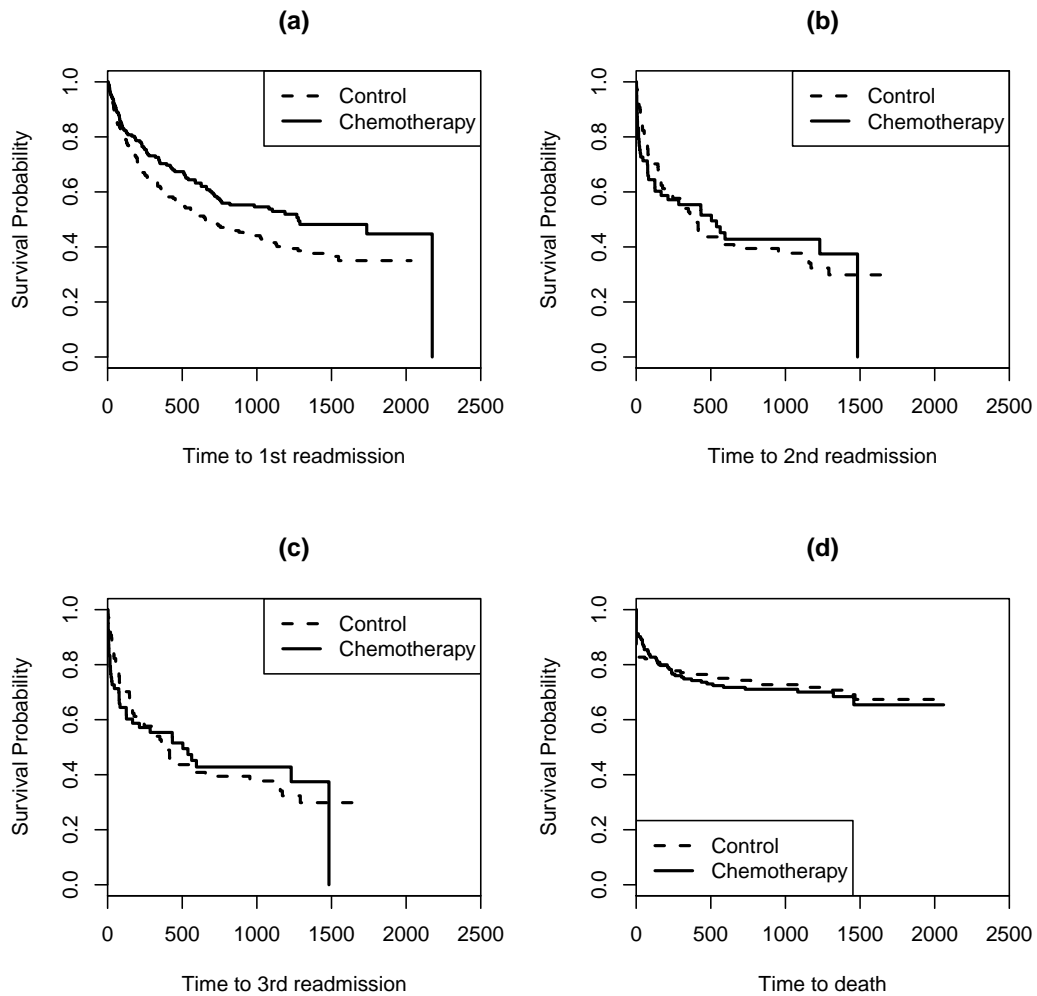 (a)
Survival Probability
1.0
0.8
0.6
0.4
0.2
0.0
Control
Chemotherapy
0 500 1000 1500 2000 2500
Time to 1st readmission
(b)
Survival Probability
1.0
0.8
0.6
0.4
0.2
0.0
Control
Chemotherapy
0 500 1000 1500 2000 2500
Time to 2nd readmission
(c)
Survival Probability
1.0
0.8
0.6
0.4
0.2
0.0
Control
Chemotherapy
0 500 1000 1500 2000 2500
Time to 3rd readmission
(d)
Survival Probability
1.0
0.8
0.6
0.4
0.2
0.0
Control
Chemotherapy
0 500 1000 1500 2000 2500
Time to death